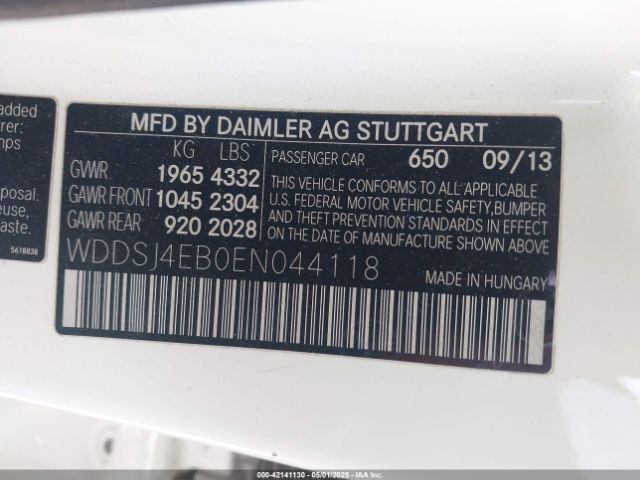 added
rer:
mps
posal.
euse,
aste.
5618838
MFD BY DAIMLER AG STUTTGART
KG LBS
GVWR 1965 4332
GAWR FRONT 1045 2304
GAWR REAR 920 2028
PASSENGER CAR 650 09/13
THIS VEHICLE CONFORMS TO ALL APPLICABLE
U.S. FEDERAL MOTOR VEHICLE SAFETY, BUMPER
AND THEFT PREVENTION STANDARDS IN EFFECT
ON THE DATE OF MANUFACTURE SHOWN ABOVE.
WDDSJ4EB0EN044118
MADE IN HUNGARY
IAA - 42141130 - 05/01/2025 - IAAI.COM